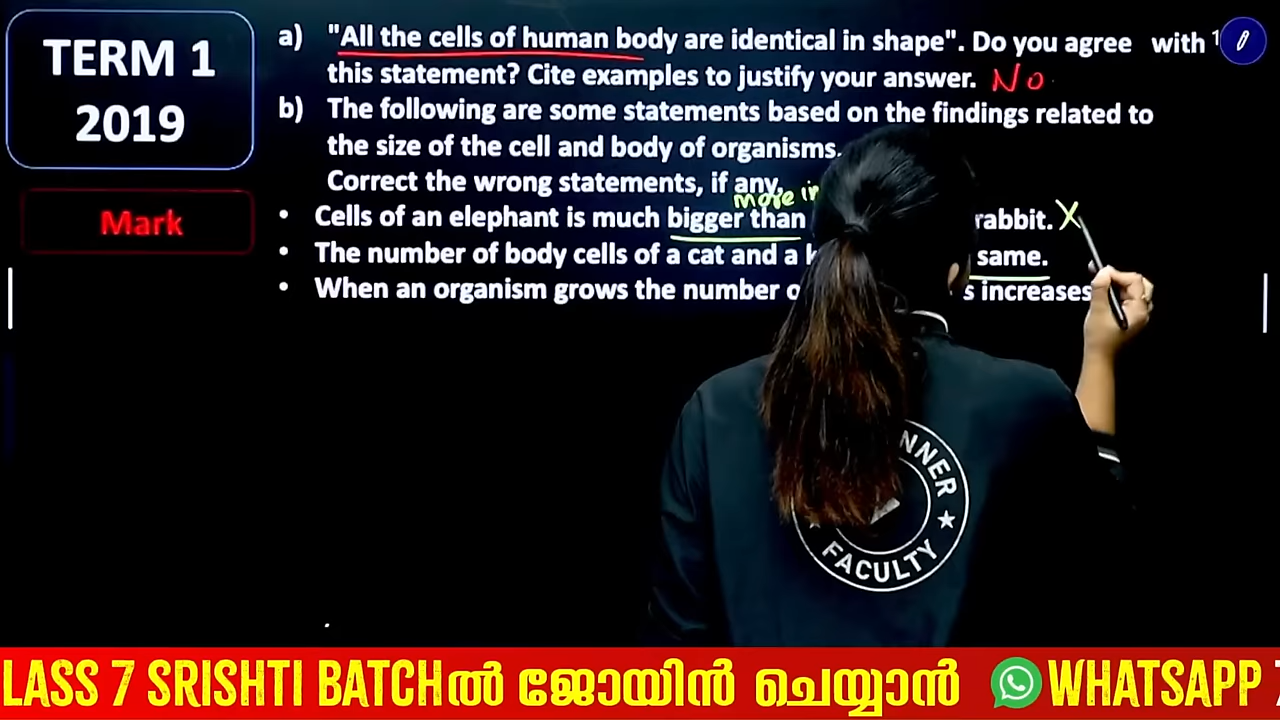 TERM 1
2019
Mark
a) "All the cells of human body are identical in shape". Do you agree with
this statement? Cite examples to justify your answer. No
b) The following are some statements based on the findings related to
the size of the cell and body of organisms.
Correct the wrong statements, if any.
more in
• Cells of an elephant is much bigger than rabbit. X
• The number of body cells of a cat and a same.
• When an organism grows the number increases
NNER
FACULTY
LASS 7 SRISHTI BATCHൽ ജോയിൻ ചെയ്യാൻ WHATSAPP 7